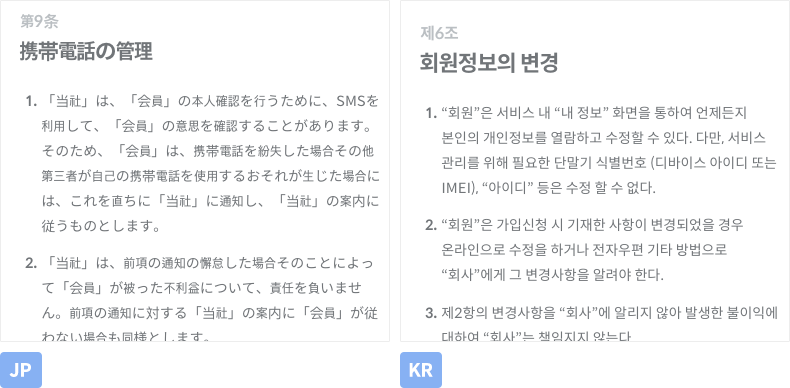 第9条
携帯電話の管理
1. 「当社」は、「会員」の本人確認を行うために、SMSを
利用して、「会員」の意思を確認することがあります。
そのため、「会員」は、携帯電話を紛失した場合その他
第三者が自己の携帯電話を使用するおそれが生じた場合に
は、これを直ちに「当社」に通知し、「当社」の案内に
従うものとします。
2. 「当社」は、前項の通知の懈怠した場合そのことによっ
て「会員」が被った不利益について、責任を負いませ
ん。前項の通知に対する「当社」の案内に「会員」が従
わない場合も同様とします。
JP
제6조
회원정보의 변경
1. “회원”은 서비스 내 “내 정보” 화면을 통하여 언제든지
본인의 개인정보를 열람하고 수정할 수 있다. 다만, 서비스
관리를 위해 필요한 단말기 식별번호 (디바이스 아이디 또는
IMEI), “아이디” 등은 수정 할 수 없다.
2. “회원”은 가입신청 시 기재한 사항이 변경되었을 경우
온라인으로 수정을 하거나 전자우편 기타 방법으로
“회사”에게 그 변경사항을 알려야 한다.
3. 제2항의 변경사항을 “회사”에 알리지 않아 발생한 불이익에
대하여 “회사”는 책임지지 않는다
KR